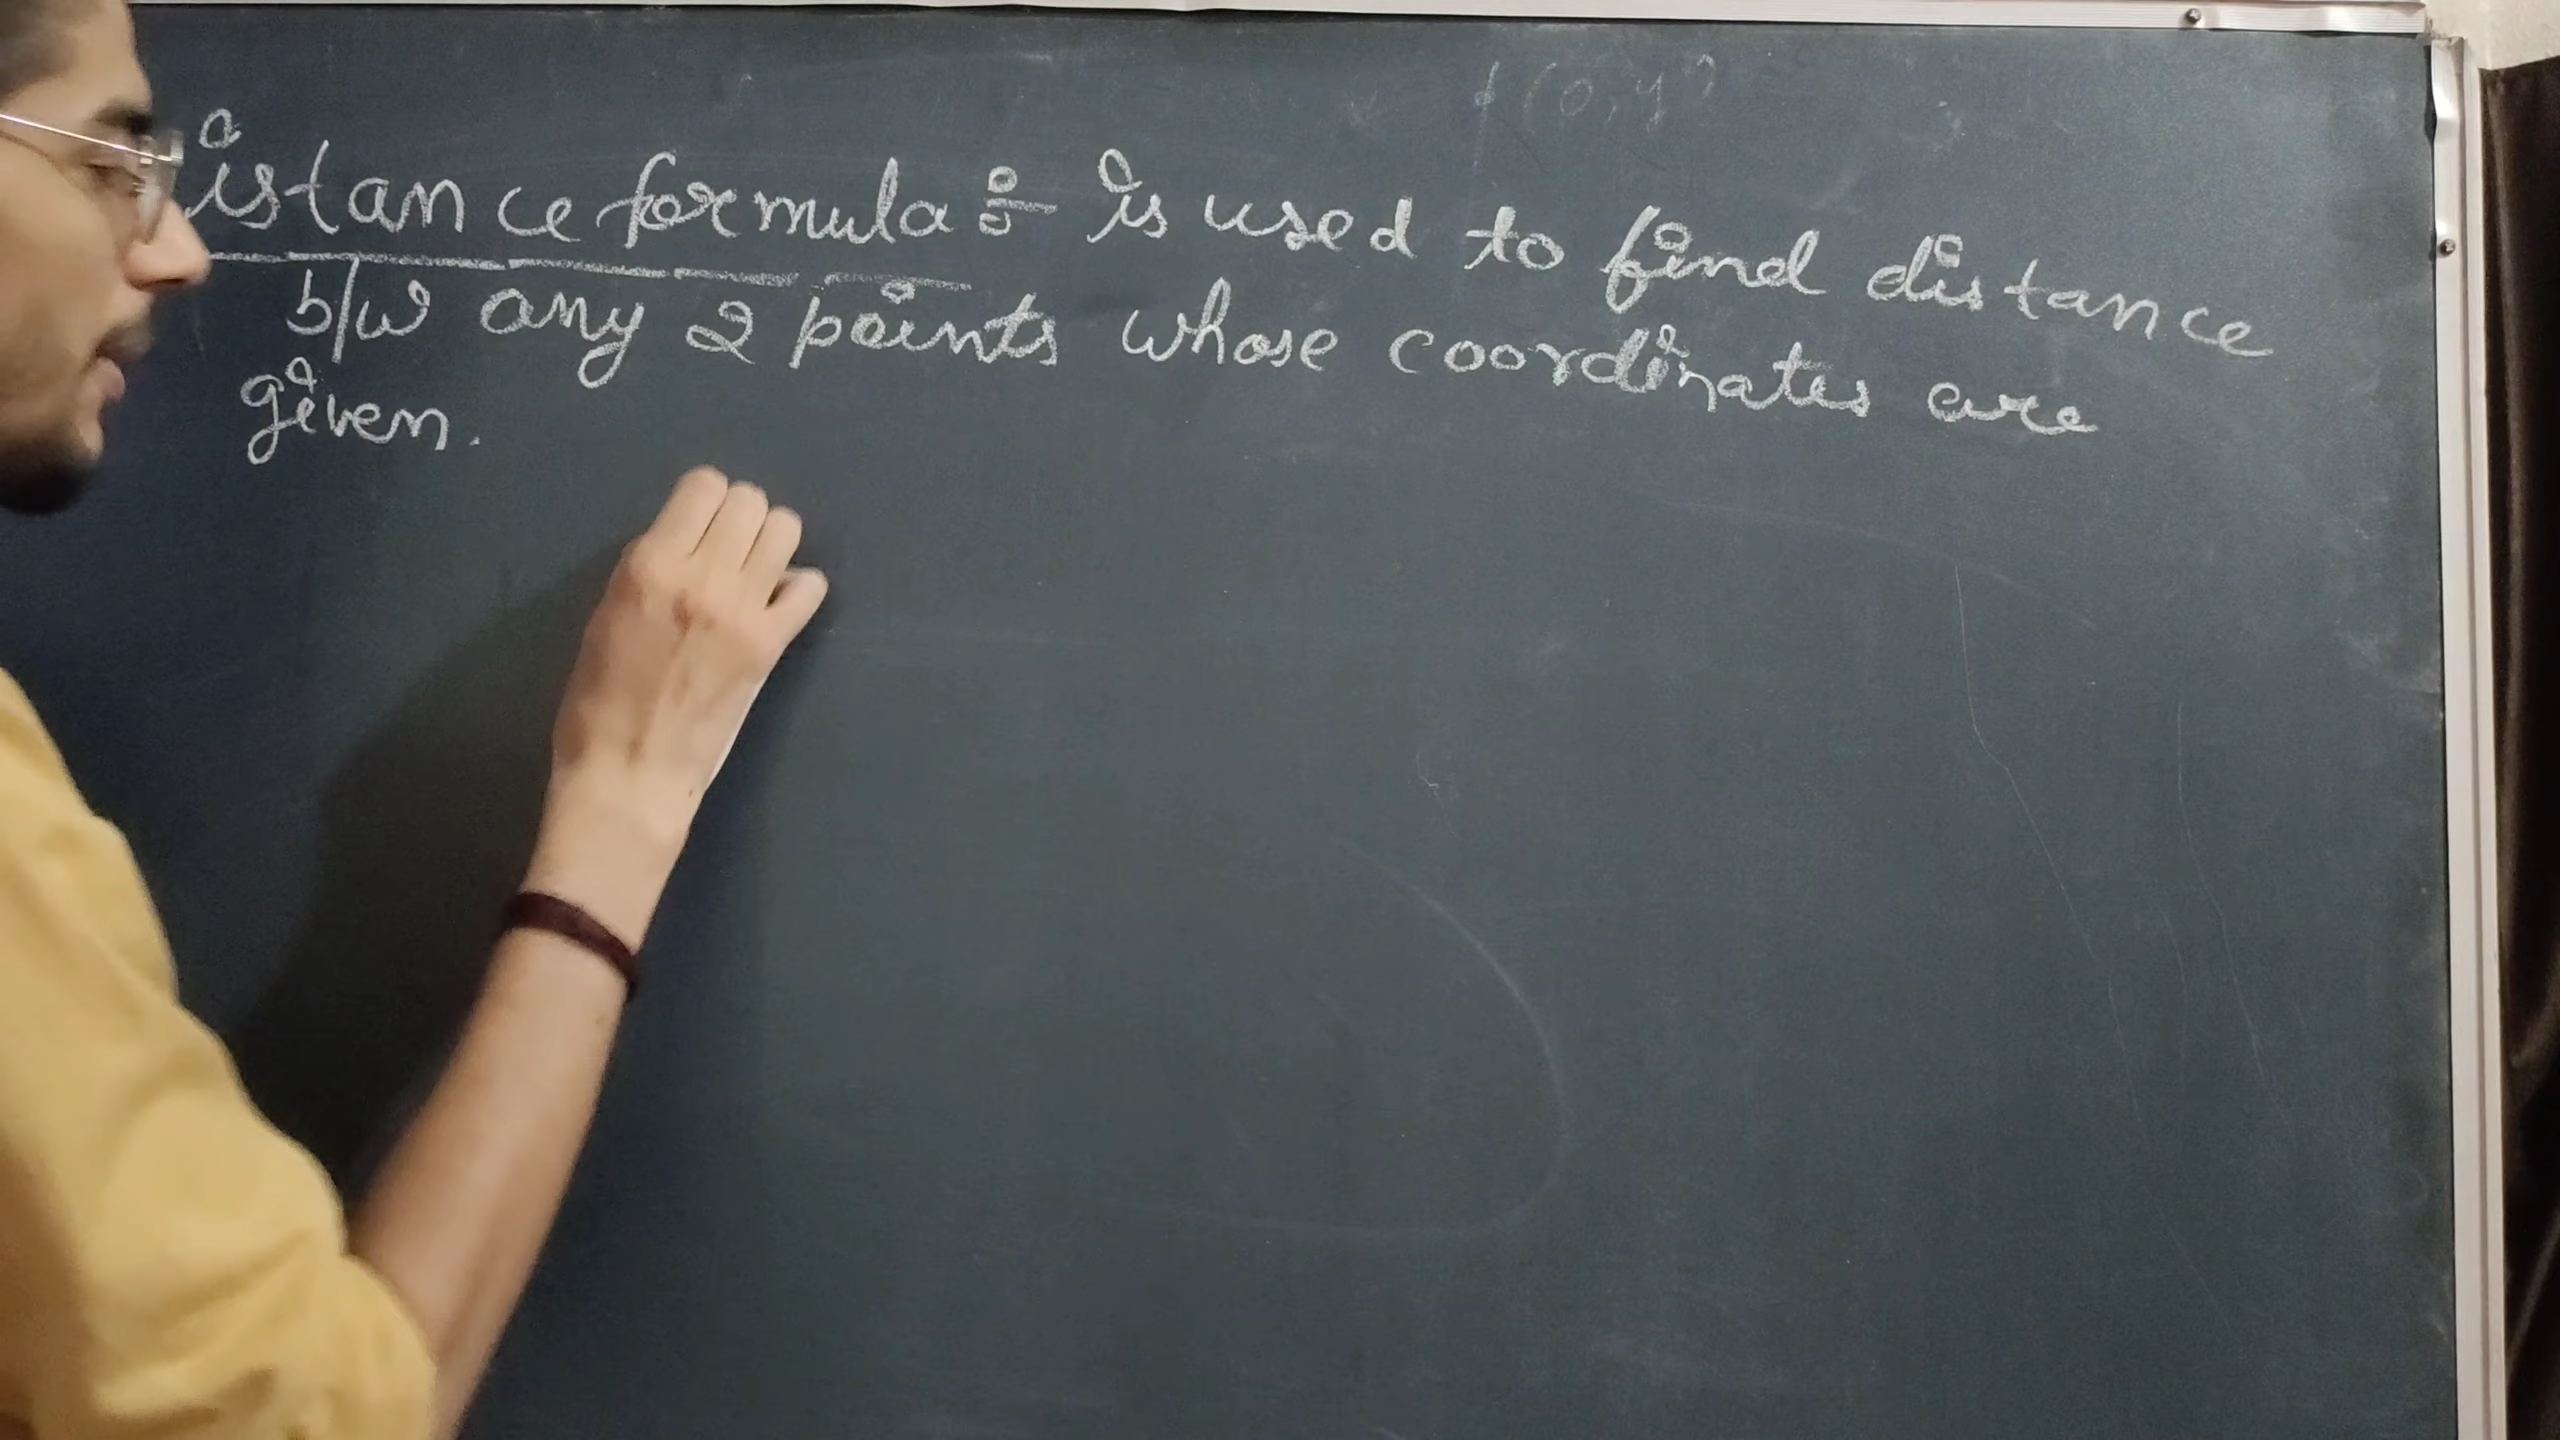 istance formula :- is used to find distance
b/w any 2 points whose coordinates are
given.